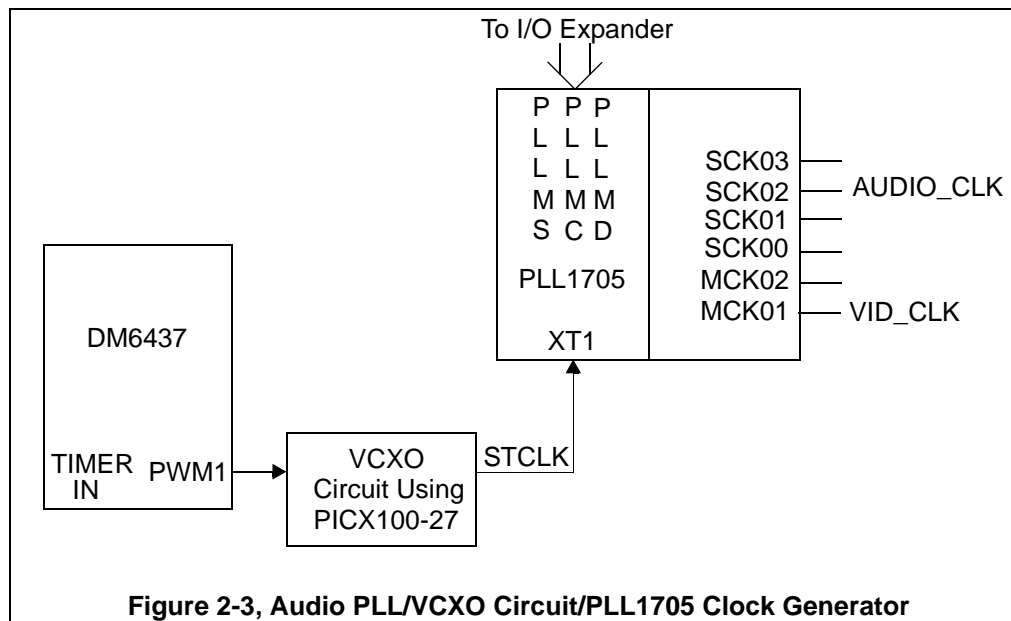 To I/O Expander
P P P
L L L
L L L
M M M
S C D
PLL1705
XT1
SCK03
SCK02
SCK01
SCK00
MCK02
MCK01
AUDIO_CLK
VID_CLK
DM6437
TIMER
IN
PWM1
VCXO
Circuit Using
PICX100-27
STCLK
Figure 2-3, Audio PLL/VCXO Circuit/PLL1705 Clock Generator